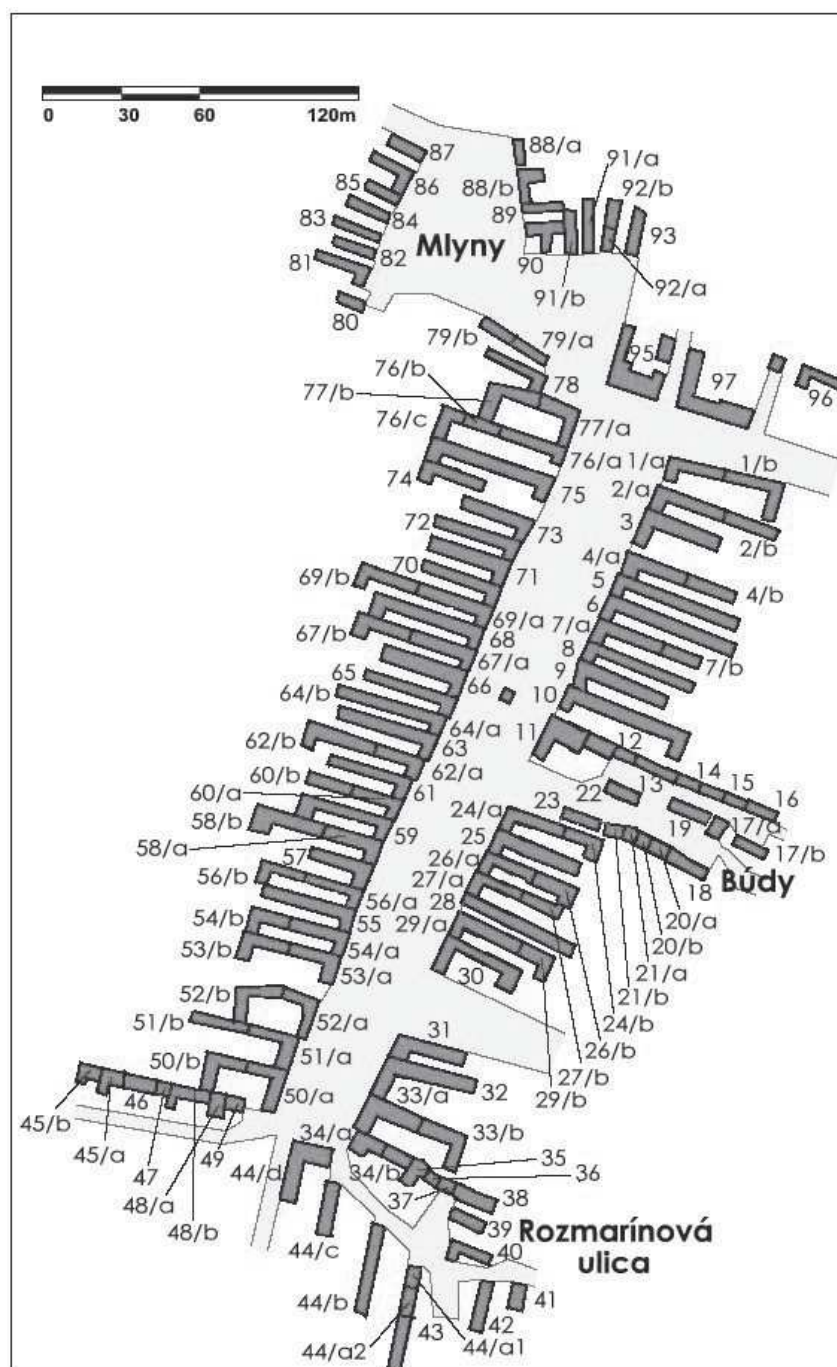 0 30 60 120m
87
88/a
91/a
85
86
88/b
92/b
83
84
89
93
81
82
Mlyny
90
92/a
80
91/b
79/b
79/a
95
76/b
78
97
77/b
96
76/c
77/a
76/a
1/a
1/b
74
75
2/a
3
2/b
72
73
70
71
4/a
5
4/b
69/b
6
69/a
7/a
67/b
68
8
7/b
67/a
9
65
66
10
64/b
64/a
11
12
62/b
63
62/a
13
14
15
16
60/b
22
60/a
61
24/a
23
19
17/a
58/b
59
25
17/b
58/a
26/a
18
Búdy
57
27/a
20/a
56/b
56/a
28
20/b
55
29/a
21/a
54/b
54/a
21/b
53/b
53/a
30
24/b
52/b
26/b
51/b
52/a
27/b
51/a
31
29/b
50/b
32
50/a
33/a
46
33/b
45/b
49
34/a
45/a
47
34/b
35
48/a
44/d
36
48/b
37
38
44/c
39
Rozmarínová
ulica
40
44/b
41
43
42
44/a2
44/a1